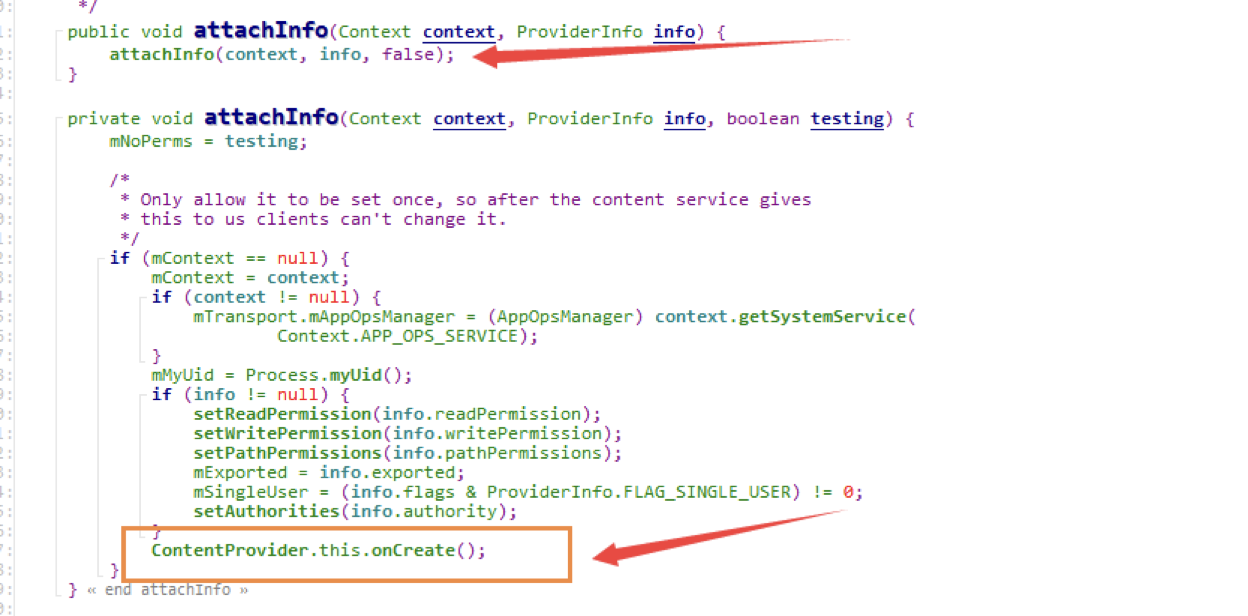 */
public void attachInfo(Context context, ProviderInfo info) {
attachInfo(context, info, false);
}
private void attachInfo(Context context, ProviderInfo info, boolean testing) {
mNoPerms = testing;
/*
* Only allow it to be set once, so after the content service gives
* this to us clients can't change it.
*/
if (mContext == null) {
mContext = context;
if (context != null) {
mTransport.mAppOpsManager = (AppOpsManager) context.getSystemService(
Context.APP_OPS_SERVICE);
}
mMyUid = Process.myUid();
if (info != null) {
setReadPermission(info.readPermission);
setWritePermission(info.writePermission);
setPathPermissions(info.pathPermissions);
mExported = info.exported;
mSingleUser = (info.flags & ProviderInfo.FLAG_SINGLE_USER) != 0;
setAuthorities(info.authority);
}
ContentProvider.this.onCreate();
}
} « end attachInfo »